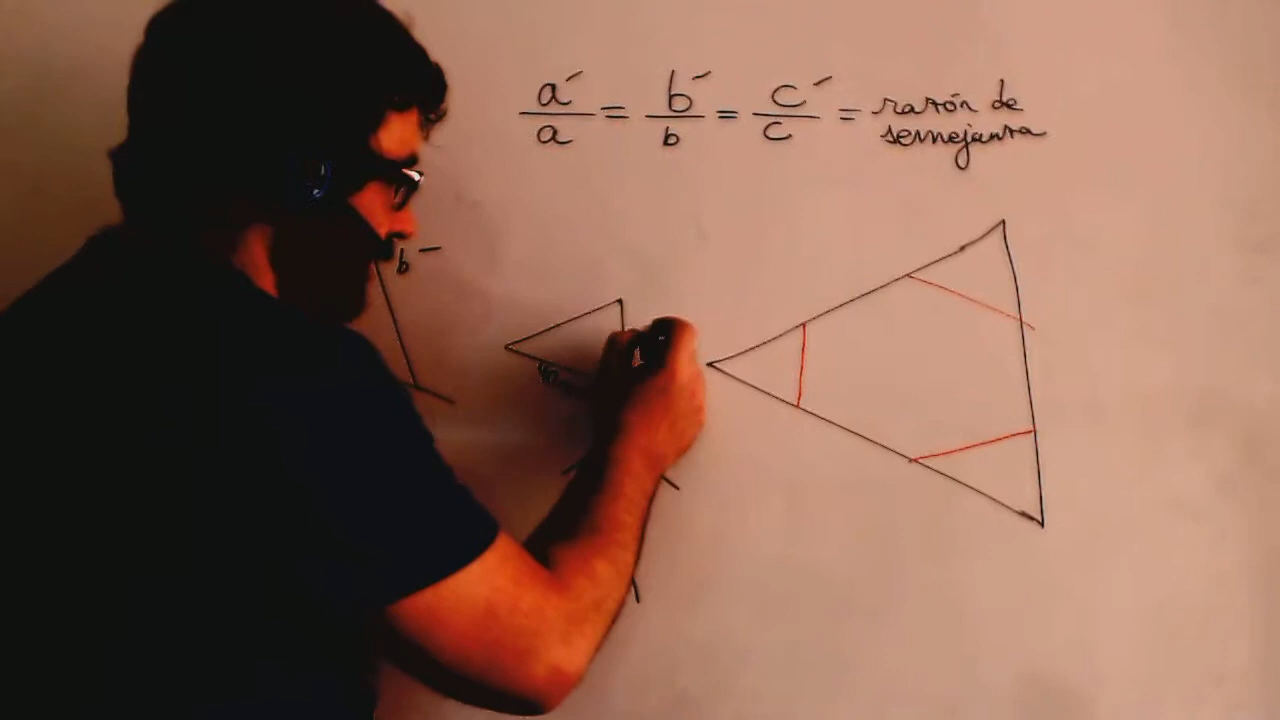 a´/a = b´/b = c´/c = razón de
semejanza
b´